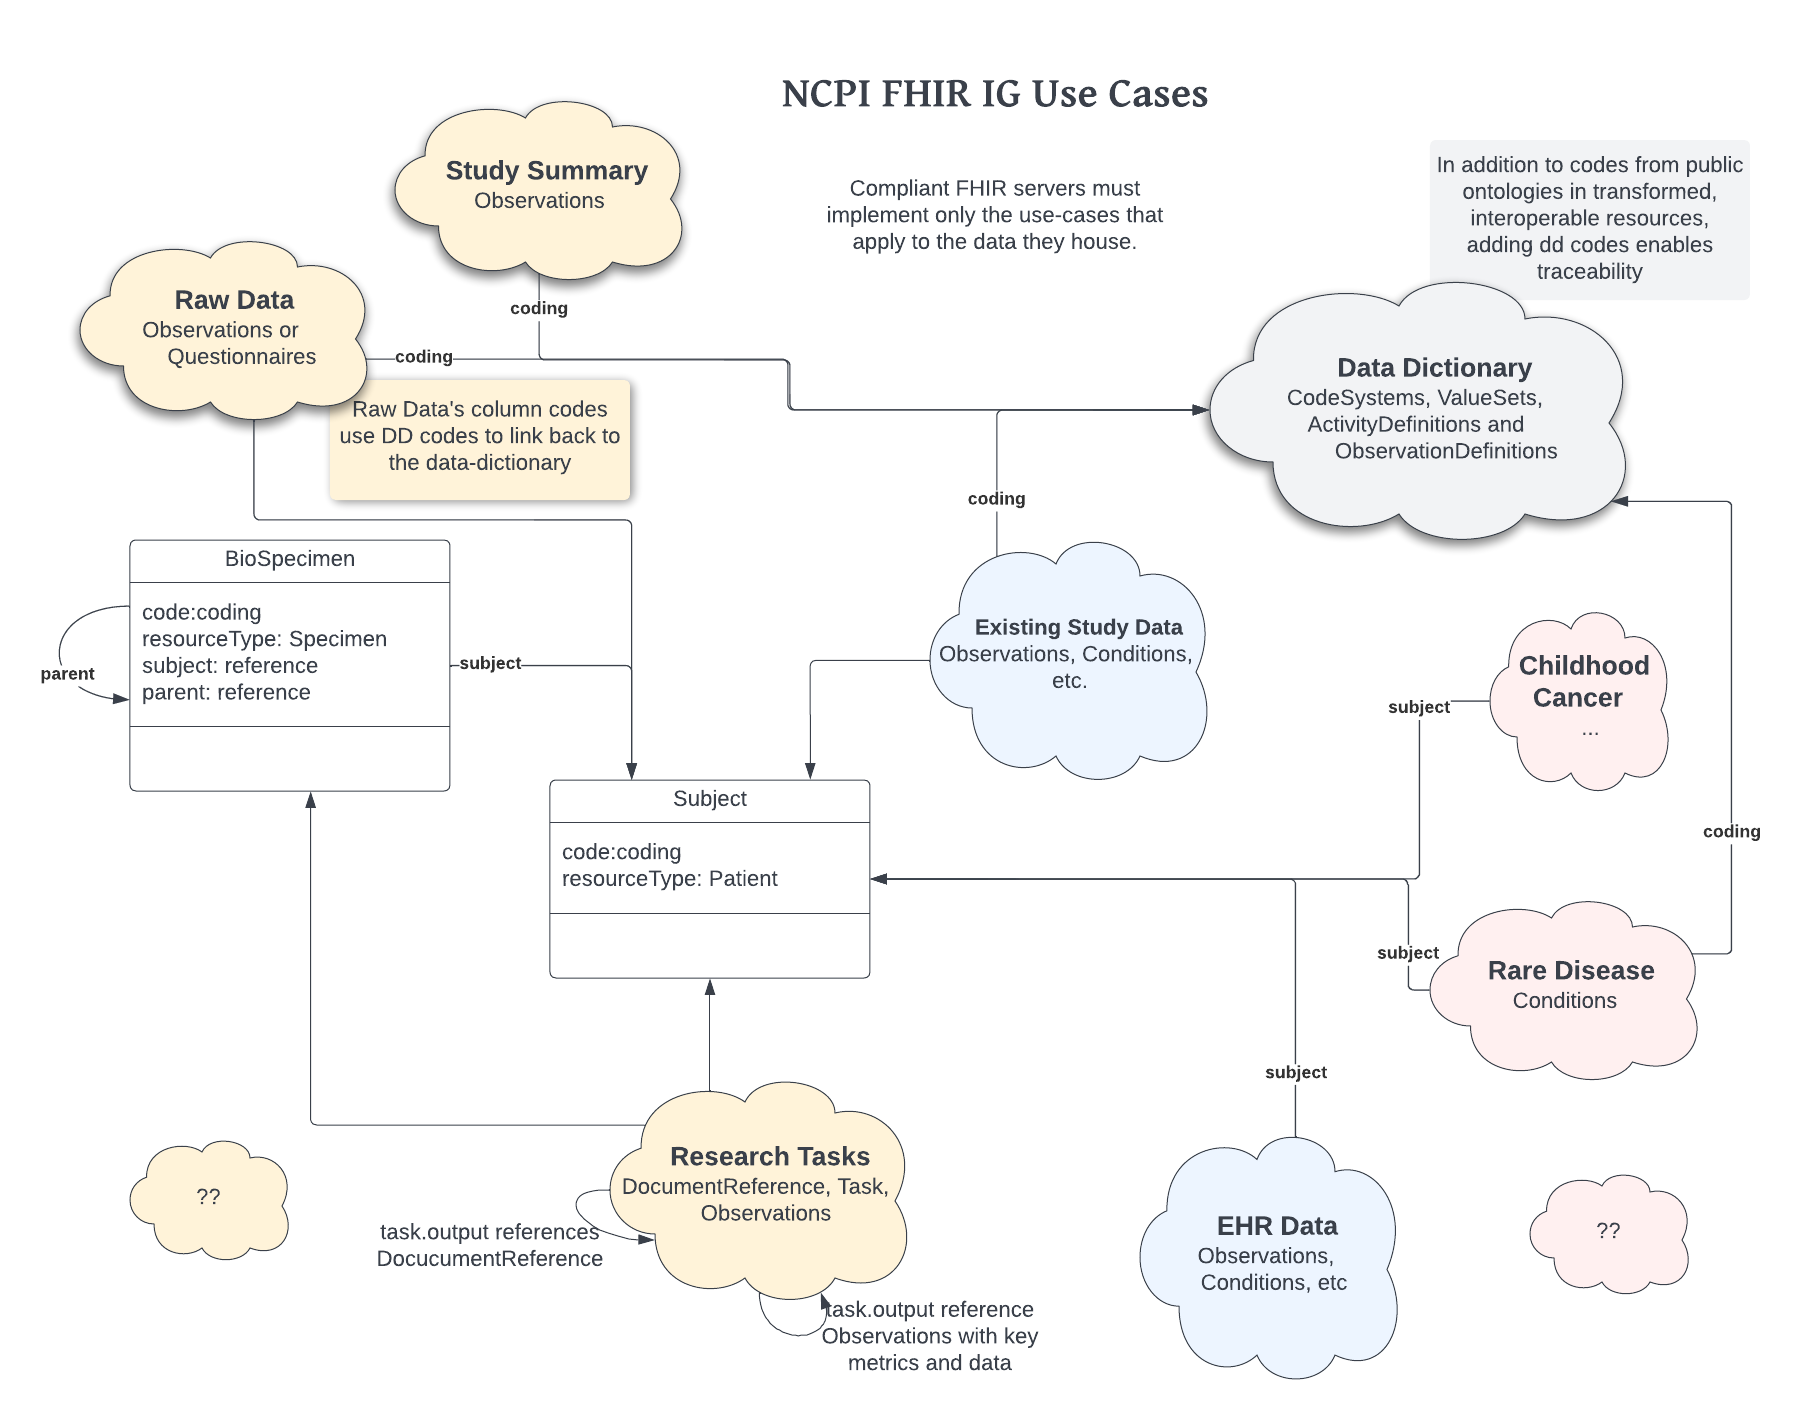 NCPI FHIR IG Use Cases
Study Summary
Observations
Compliant FHIR servers must
implement only the use-cases that
apply to the data they house.
In addition to codes from public
ontologies in transformed,
interoperable resources,
adding dd codes enables
traceability
Raw Data
Observations or
Questionnaires
coding
coding
Raw Data's column codes
use DD codes to link back to
the data-dictionary
Data Dictionary
CodeSystems, ValueSets,
ActivityDefinitions and
ObservationDefinitions
coding
BioSpecimen
code:coding
resourceType: Specimen
subject: reference
parent: reference
parent
subject
Existing Study Data
Observations, Conditions,
etc.
Childhood
Cancer
...
subject
coding
Subject
code:coding
resourceType: Patient
subject
Rare Disease
Conditions
subject
Research Tasks
DocumentReference, Task,
Observations
task.output references
DocucumentReference
task.output reference
Observations with key
metrics and data
EHR Data
Observations,
Conditions, etc
??
??